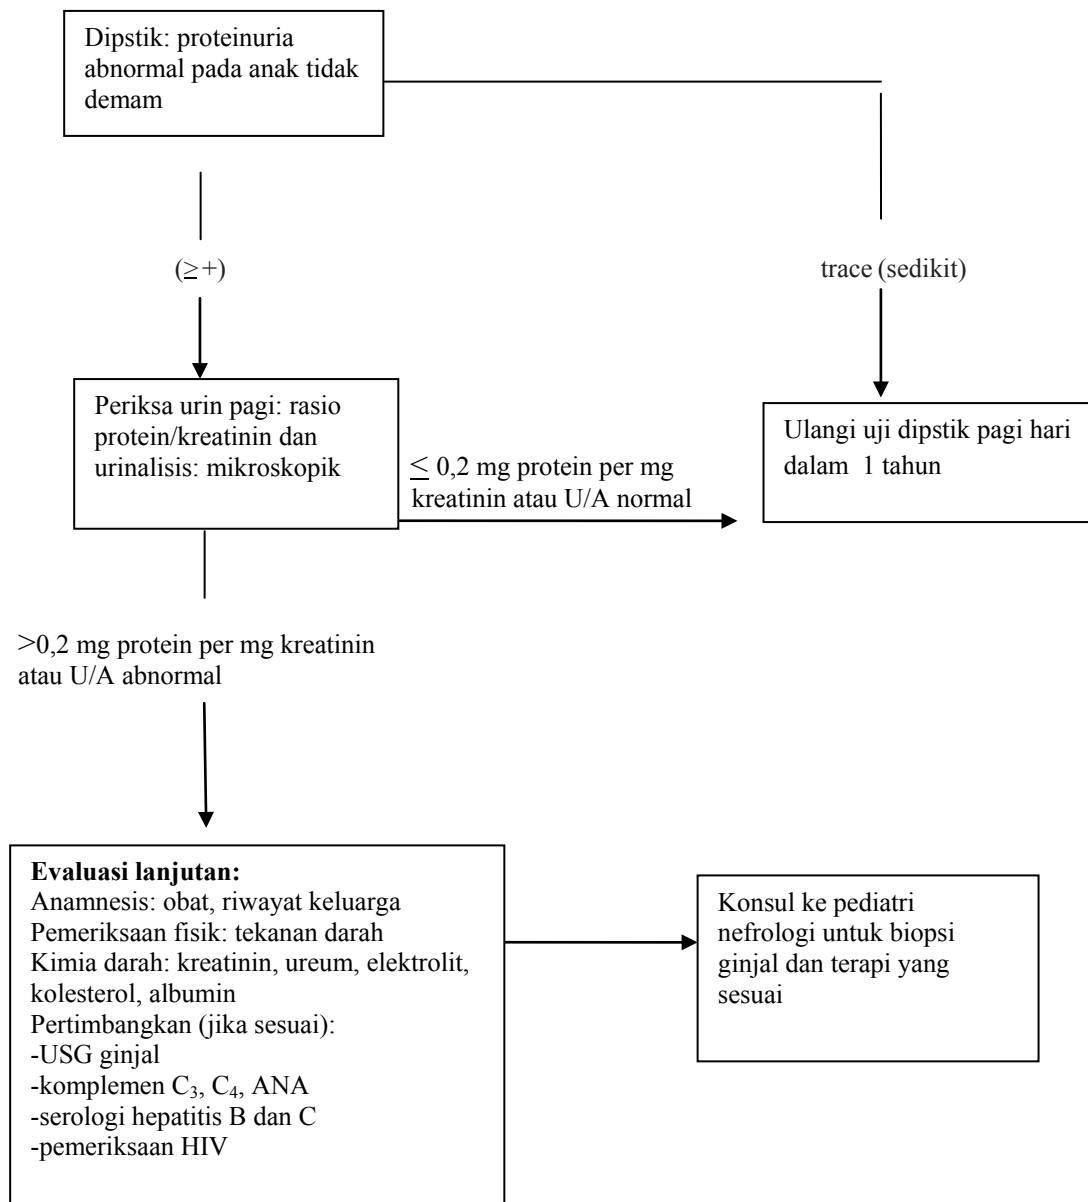 Dipstik: proteinuria
abnormal pada anak tidak
demam
(≥+)
trace (sedikit)
Periksa urin pagi: rasio
protein/kreatinin dan
urinalisis: mikroskopik
≤ 0,2 mg protein per mg
kreatinin atau U/A normal
Ulangi uji dipstik pagi hari
dalam 1 tahun
>0,2 mg protein per mg kreatinin
atau U/A abnormal
Evaluasi lanjutan:
Anamnesis: obat, riwayat keluarga
Pemeriksaan fisik: tekanan darah
Kimia darah: kreatinin, ureum, elektrolit,
kolesterol, albumin
Pertimbangkan (jika sesuai):
-USG ginjal
-komplemen C₃, C₄, ANA
-serologi hepatitis B dan C
-pemeriksaan HIV
Konsul ke pediatri
nefrologi untuk biopsi
ginjal dan terapi yang
sesuai